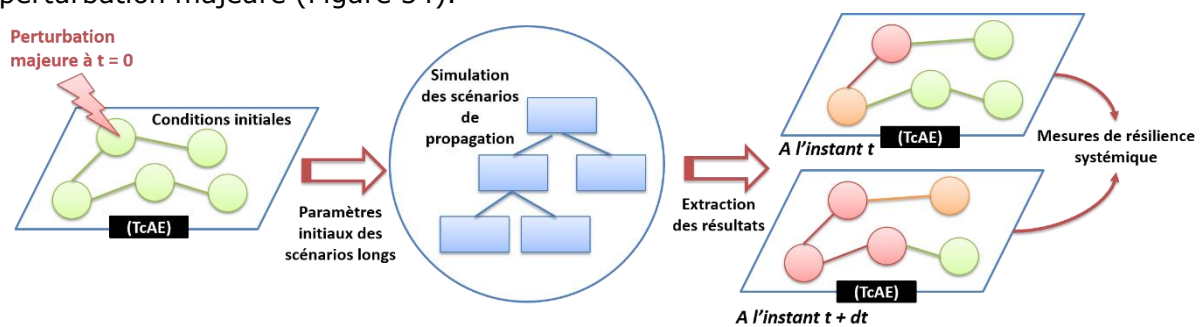 perturbation majeure (Figure 34).
Perturbation
majeure à t = 0
Conditions initiales
(TcAE)
Paramètres
initiaux des
scénarios longs
Simulation
des scénarios
de
propagation
Extraction
des résultats
(TcAE)
A l’instant t
(TcAE)
A l’instant t + dt
Mesures de résilience
systémique